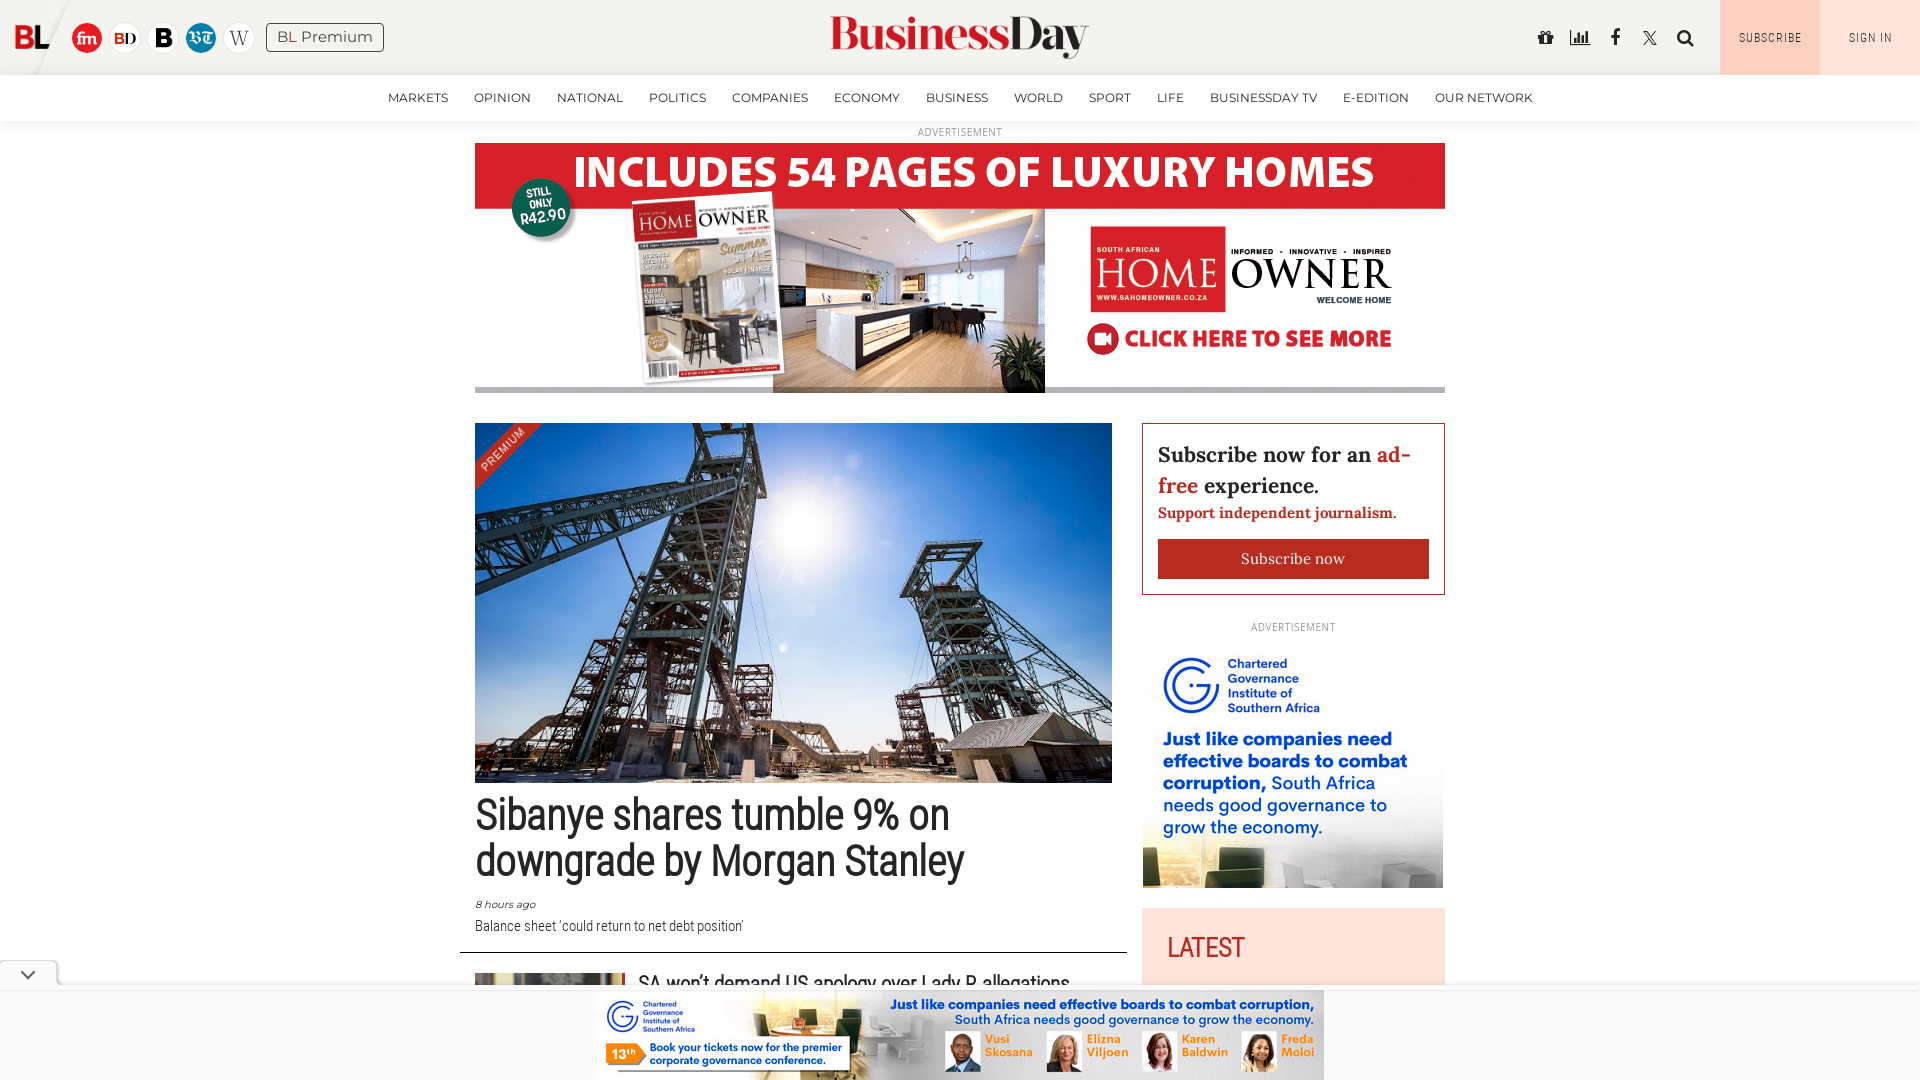 BL
fm
BD
B
BT
W
BL Premium
BusinessDay
SUBSCRIBE
SIGN IN
MARKETS
OPINION
NATIONAL
POLITICS
COMPANIES
ECONOMY
BUSINESS
WORLD
SPORT
LIFE
BUSINESSDAY TV
E-EDITION
OUR NETWORK
ADVERTISEMENT
INCLUDES 54 PAGES OF LUXURY HOMES
STILL
ONLY
R42.90
HOME OWNER
Summer
STYLE
SOLAR FINANCE
SOUTH AFRICAN
INFORMED • INNOVATIVE • INSPIRED
HOME OWNER
WWW.SAHOMEOWNER.CO.ZA
WELCOME HOME
CLICK HERE TO SEE MORE
PREMIUM
Sibanye shares tumble 9% on
downgrade by Morgan Stanley
8 hours ago
Balance sheet ‘could return to net debt position’
SA won’t demand US apology over Lady R allegations
Subscribe now for an ad-
free experience.
Support independent journalism.
Subscribe now
ADVERTISEMENT
Chartered
Governance
Institute of
Southern Africa
Just like companies need
effective boards to combat
corruption, South Africa
needs good governance to
grow the economy.
LATEST
Chartered
Governance
Institute of
Southern Africa
13th
Book your tickets now for the premier
corporate governance conference.
Just like companies need effective boards to combat corruption,
South Africa needs good governance to grow the economy.
Vusi
Skosana
Elizna
Viljoen
Karen
Baldwin
Freda
Moloi